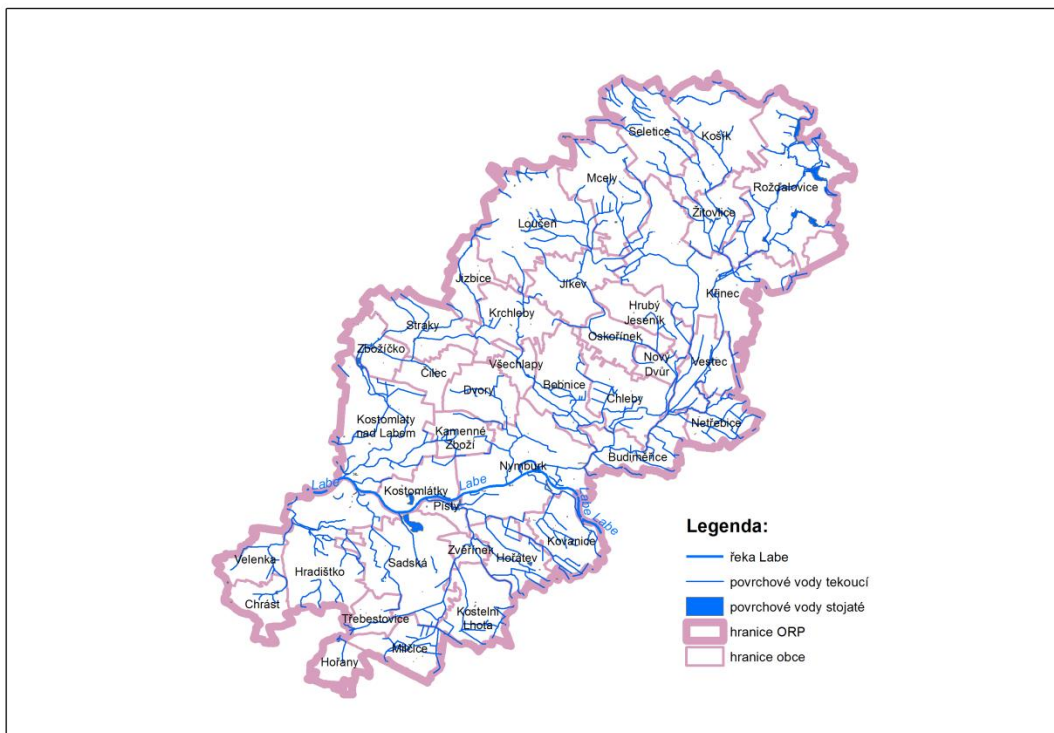 Seletice
Košík
Mcely
Roždalovice
Žitovlice
Loučeň
Jizbice
Jíkev
Křinec
Hrubý
Jeseník
Krchleby
Straky
Oskořínek
Zbožíčko
Všechlapy
Nový
Dvůr
Vestec
Čilec
Dvory
Bobnice
Chleby
Kostomlaty
nad Labem
Netřebice
Kamenné
Zboží
Budiměřice
Nymburk
Labe
Labe
Kostomlátky
Písty
Labe
Labe
Kovanice
Velenka
Hradištko
Sadská
Zvěřínek
Hořátev
Chrást
Třebestovice
Kostelní
Lhota
Milčice
Hořany
Legenda:
řeka Labe
povrchové vody tekoucí
povrchové vody stojaté
hranice ORP
hranice obce